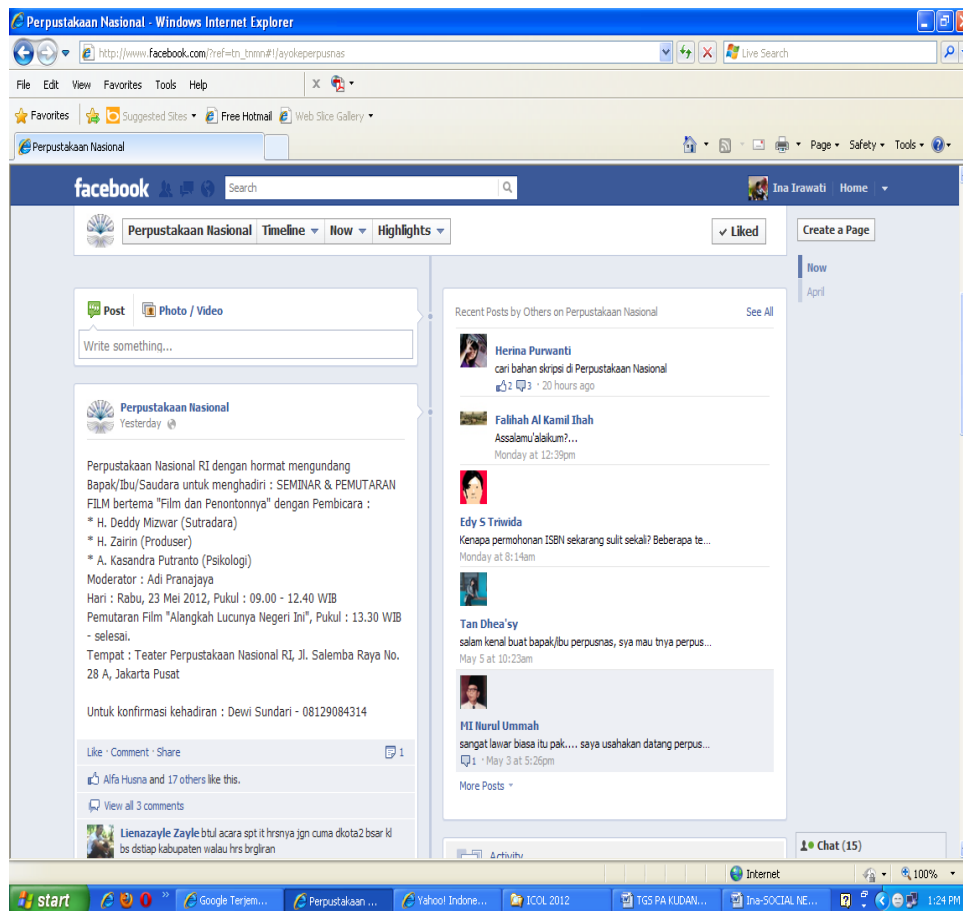 Perpustakaan Nasional - Windows Internet Explorer
http://www.facebook.com/?ref=tn_tnmn#!/ayokeperpusnas
Live Search
File Edit View Favorites Tools Help
X
Favorites Suggested Sites Free Hotmail Web Slice Gallery
Perpustakaan Nasional
Page Safety Tools
facebook Search Ina Irawati Home
Perpustakaan Nasional Timeline Now Highlights Liked Create a Page
Now
April
Post Photo / Video
Write something...
Perpustakaan Nasional
Yesterday
Perpustakaan Nasional RI dengan hormat mengundang
Bapak/Ibu/Saudara untuk menghadiri : SEMINAR & PEMUTARAN
FILM bertema "Film dan Penontonnya" dengan Pembicara :
* H. Deddy Mizwar (Sutradara)
* H. Zairin (Produser)
* A. Kasandra Putranto (Psikologi)
Moderator : Adi Pranajaya
Hari : Rabu, 23 Mei 2012, Pukul : 09.00 - 12.40 WIB
Pemutaran Film "Alangkah Lucunya Negeri Ini", Pukul : 13.30 WIB
- selesai.
Tempat : Teater Perpustakaan Nasional RI, Jl. Salemba Raya No.
28 A, Jakarta Pusat
Untuk konfirmasi kehadiran : Dewi Sundari - 08129084314
Like · Comment · Share 1
Alfa Husna and 17 others like this.
View all 3 comments
Lienazayle Zayle btul acara spt it hrsnya jgn cuma dkota2 bsar kl
bs dstiap kabupaten walau hrs brgliran
Recent Posts by Others on Perpustakaan Nasional See All
Herina Purwanti
cari bahan skripsi di Perpustakaan Nasional
2 3 · 20 hours ago
Falihah Al Kamil Ihah
Assalamu'alaikum?...
Monday at 12:39pm
Edy S Triwida
Kenapa permohonan ISBN sekarang sulit sekali? Beberapa te...
Monday at 8:14am
Tan Dhea'sy
salam kenal buat bapak/ibu perpusnas, sya mau tnya perpus...
May 5 at 10:23am
MI Nurul Ummah
sangat lawar biasa itu pak.... saya usahakan datang perpus...
1 · May 3 at 5:26pm
More Posts
Activity
Chat (15)
Internet 100%
start Google Terjem... Perpustakaan ... Yahoo! Indone... ICOL 2012 TGS PA KUDAN... Ina-SOCIAL NE... 1:24 PM